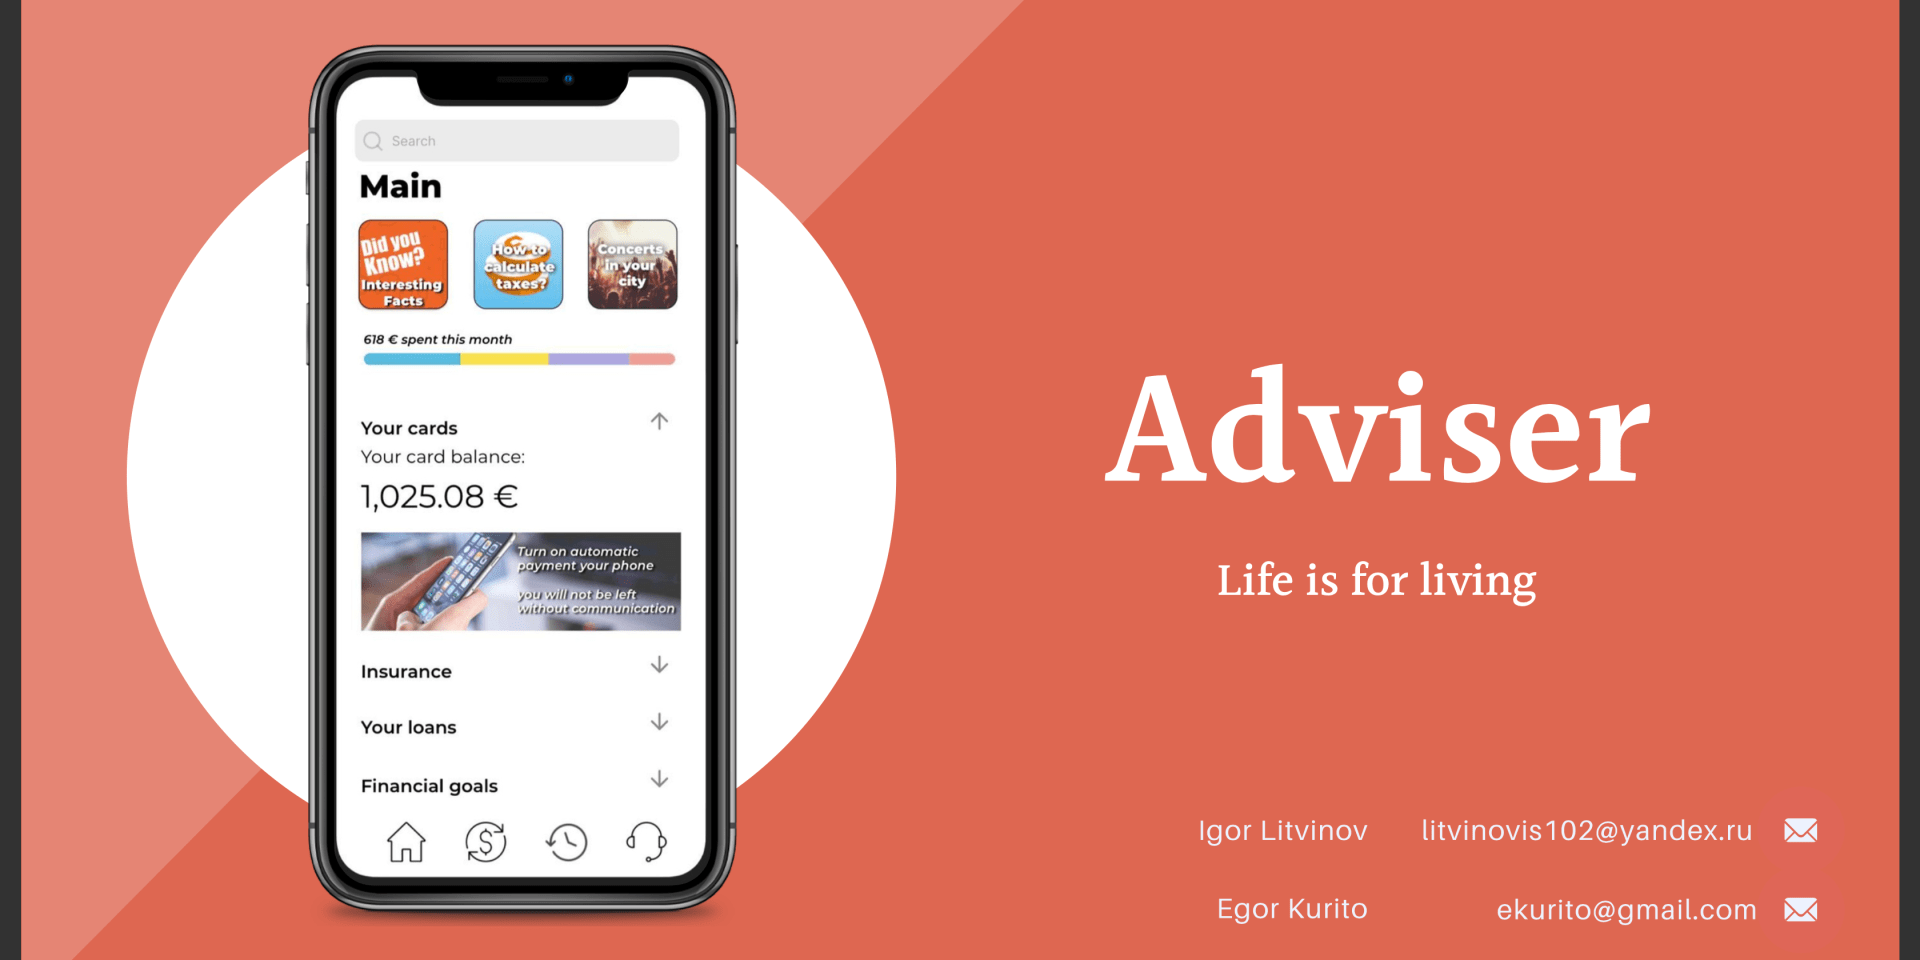 Search
Main
Did you
Know?
Interesting
Facts
How to
calculate
taxes?
Concerts
in your
city
618 € spent this month
Your cards
Your card balance:
1,025.08 €
Turn on automatic
payment your phone
you will not be left
without communication
Insurance
Your loans
Financial goals
Adviser
Life is for living
Igor Litvinov litvinovis102@yandex.ru
Egor Kurito ekurito@gmail.com